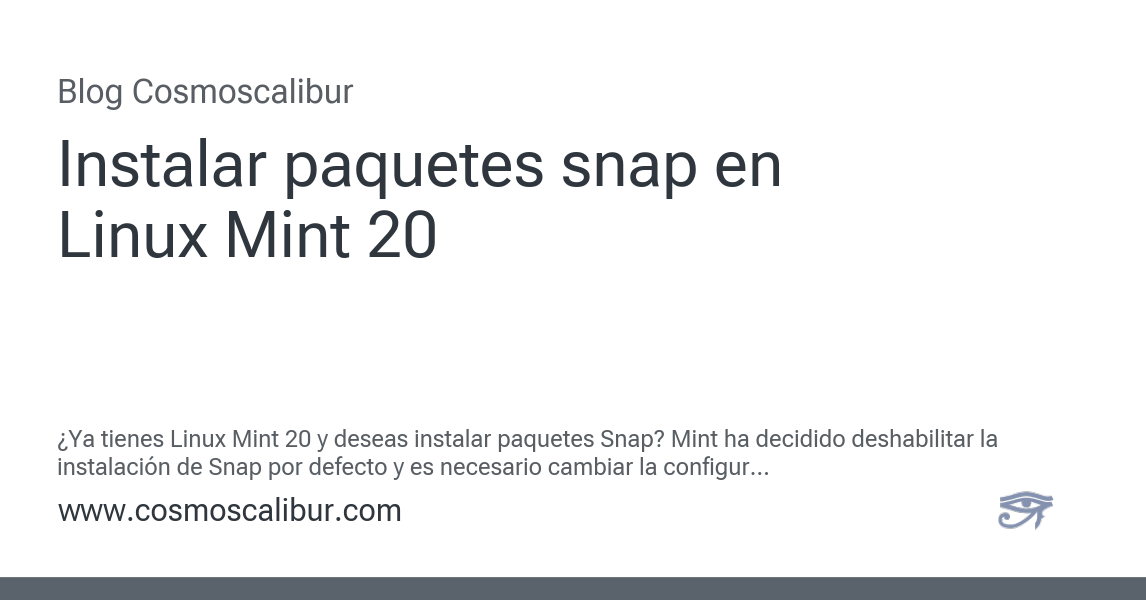 Blog Cosmoscalibur
Instalar paquetes snap en
Linux Mint 20
¿Ya tienes Linux Mint 20 y deseas instalar paquetes Snap? Mint ha decidido deshabilitar la
instalación de Snap por defecto y es necesario cambiar la configur...
www.cosmoscalibur.com